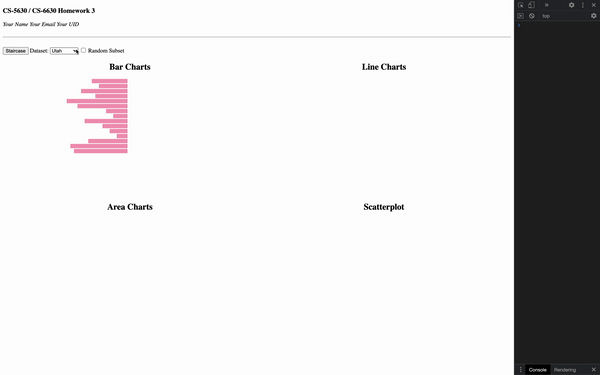 CS-5630 / CS-6630 Homework 3
Your Name Your Email Your UID
Staircase Dataset: Utah Random Subset
Bar Charts
Line Charts
Area Charts
Scatterplot
top
Console Rendering